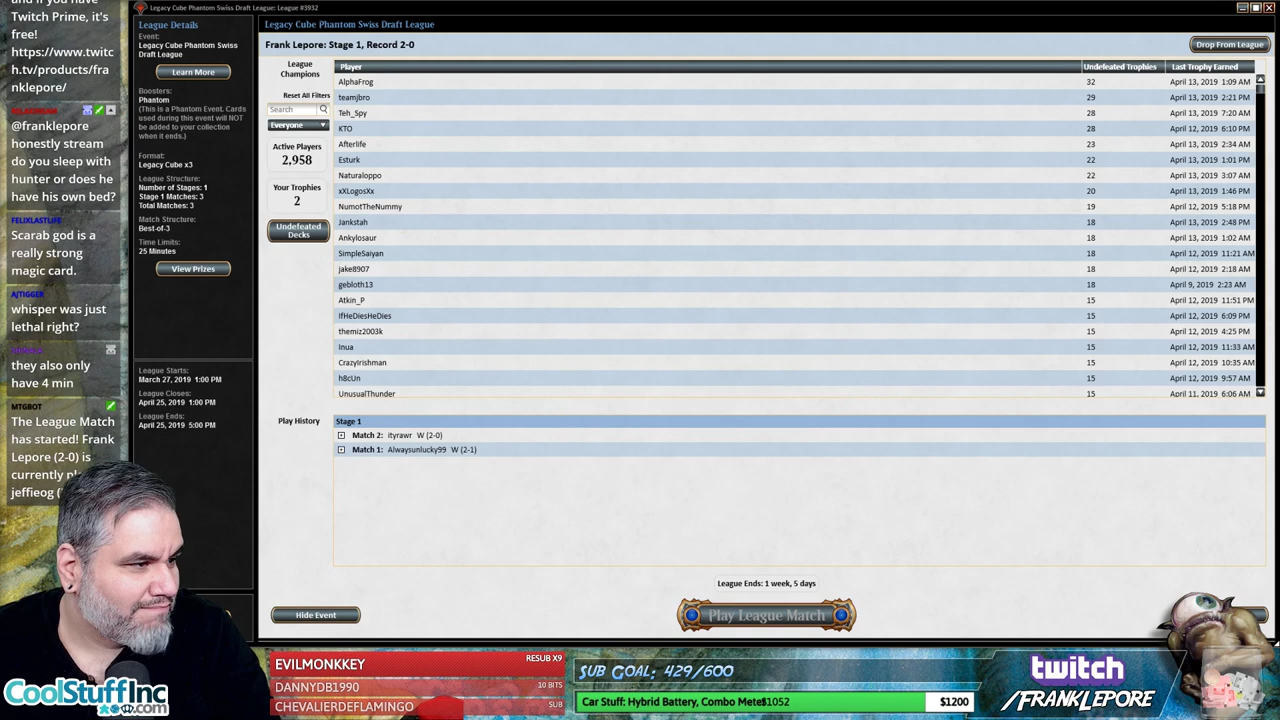 and if you have
Twitch Prime, it's
free!
https://www.twitc
h.tv/products/fra
nklepore/
@franklepore
honestly stream
do you sleep with
hunter or does he
have his own bed?
FELIXLASTLIFE
Scarab god is a
really strong
magic card.
AJTIGGER
whisper was just
lethal right?
they also only
have 4 min
MTGBOT
The League Match
has started! Frank
Lepore (2-0) is
currently pl
jeffieog (
CoolStuffInc
.com
Legacy Cube Phantom Swiss Draft League: League #3932
League Details
Event:
Legacy Cube Phantom Swiss
Draft League
Learn More
Boosters:
Phantom
(This is a Phantom Event. Cards
used during this event will NOT
be added to your collection
when it ends.)
Format:
Legacy Cube x3
League Structure:
Number of Stages: 1
Stage 1 Matches: 3
Total Matches: 3
Match Structure:
Best-of-3
Time Limits:
25 Minutes
View Prizes
League Starts:
March 27, 2019 1:00 PM
League Closes:
April 25, 2019 1:00 PM
League Ends:
April 25, 2019 5:00 PM
Legacy Cube Phantom Swiss Draft League
Frank Lepore: Stage 1, Record 2-0
Drop From League
League
Champions
Reset All Filters
Search
Everyone
Active Players
2,958
Your Trophies
2
Undefeated
Decks
Player Undefeated Trophies Last Trophy Earned
AlphaFrog 32 April 13, 2019 1:09 AM
teamjbro 29 April 13, 2019 2:21 PM
Teh_Spy 28 April 13, 2019 7:20 AM
KTO 28 April 12, 2019 6:10 PM
Afterlife 23 April 13, 2019 2:34 AM
Esturk 22 April 13, 2019 1:01 PM
Naturaloppo 22 April 13, 2019 3:07 AM
xXLogosXx 20 April 13, 2019 1:46 PM
NumotTheNummy 19 April 12, 2019 5:18 PM
Jankstah 18 April 13, 2019 2:48 PM
Ankylosaur 18 April 13, 2019 1:02 AM
SimpleSaiyan 18 April 12, 2019 11:21 AM
jake8907 18 April 12, 2019 2:18 AM
gebloth13 18 April 9, 2019 2:23 AM
Atkin_P 15 April 12, 2019 11:51 PM
IfHeDiesHeDies 15 April 12, 2019 6:09 PM
themiz2003k 15 April 12, 2019 4:25 PM
Inua 15 April 12, 2019 11:33 AM
CrazyIrishman 15 April 12, 2019 10:35 AM
h8cUn 15 April 12, 2019 9:57 AM
UnusualThunder 15 April 11, 2019 6:06 AM
Play History
Stage 1
Match 2: ityrawr W (2-0)
Match 1: Alwaysunlucky99 W (2-1)
League Ends: 1 week, 5 days
Hide Event
Play League Match
EVILMONKKEY RESUB X9
DANNYDB1990 10 BITS
CHEVALIERDEFLAMINGO SUB
SUB GOAL: 429/600
Car Stuff: Hybrid Battery, Combo Mete $1052 $1200
twitch
/FRANKLEPORE